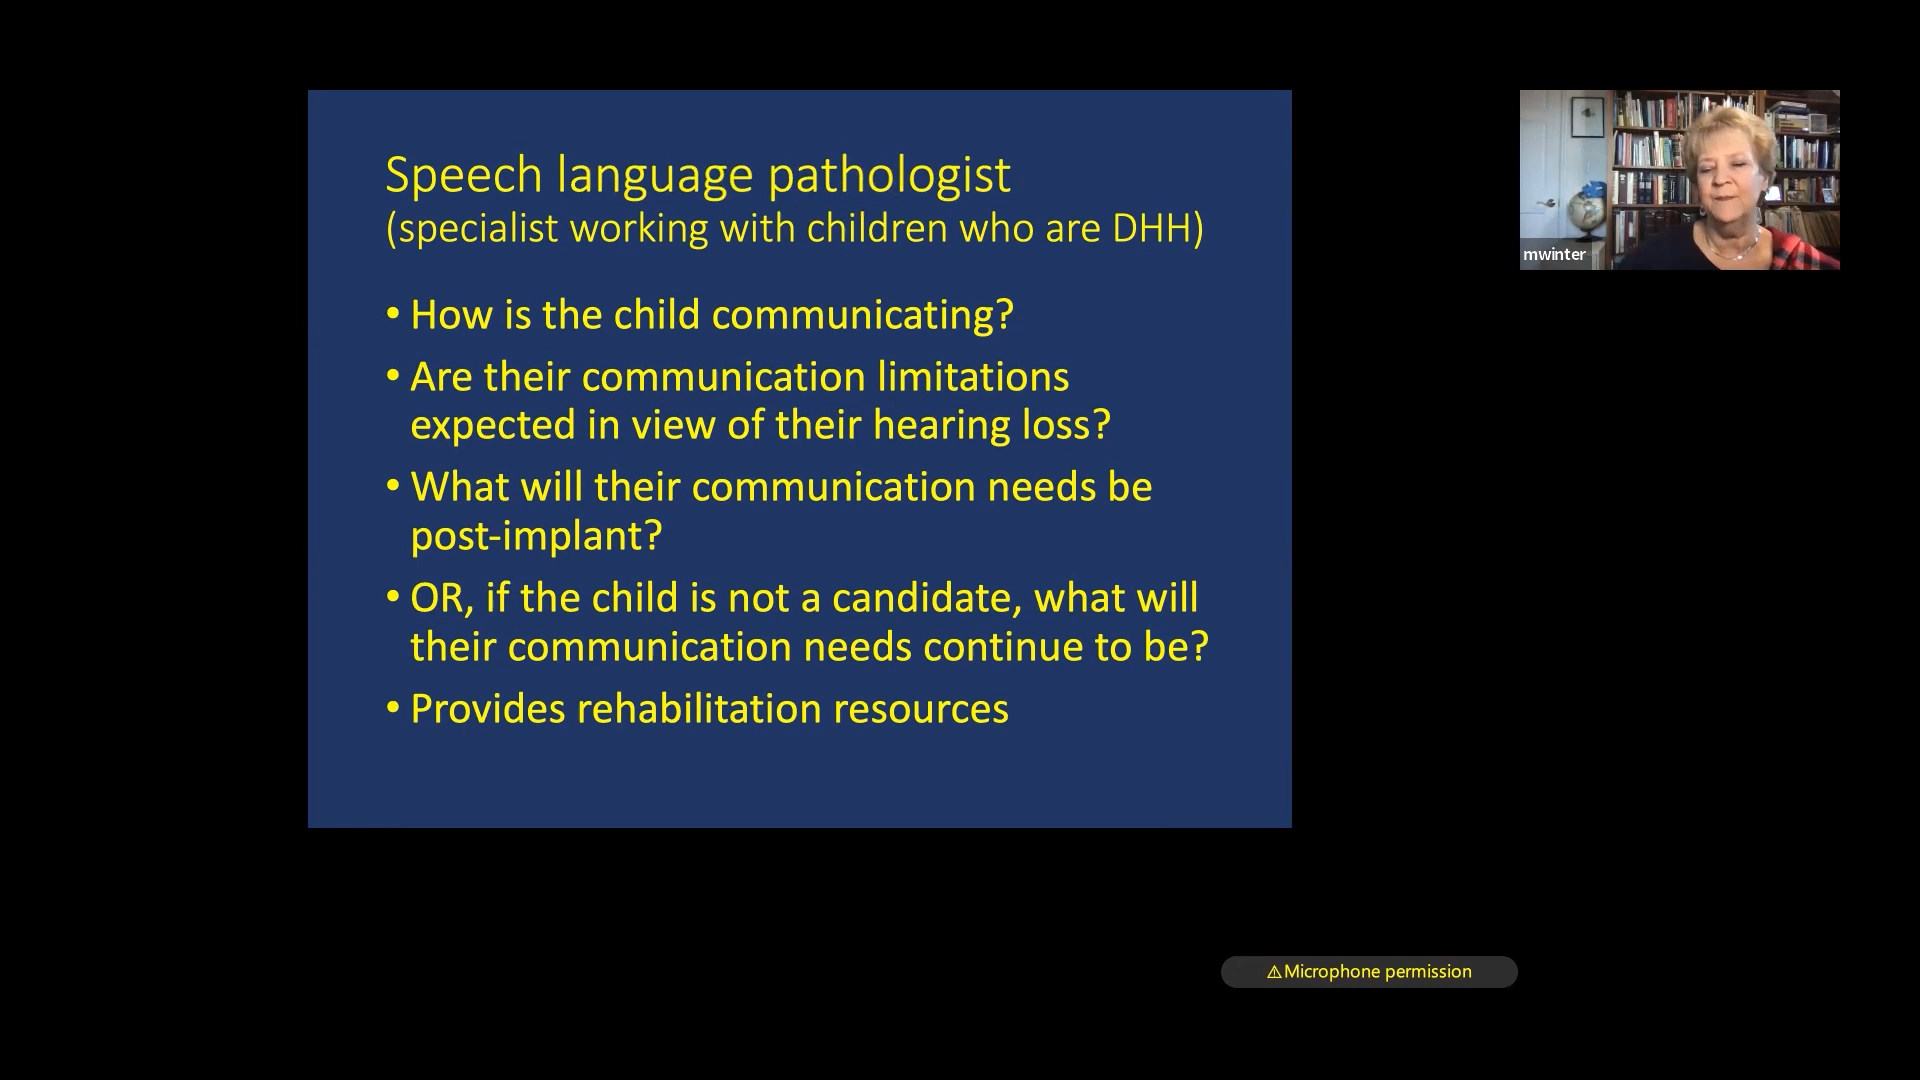 Speech language pathologist
(specialist working with children who are DHH)
• How is the child communicating?
• Are their communication limitations
expected in view of their hearing loss?
• What will their communication needs be
post-implant?
• OR, if the child is not a candidate, what will
their communication needs continue to be?
• Provides rehabilitation resources
mwinter
⚠Microphone permission